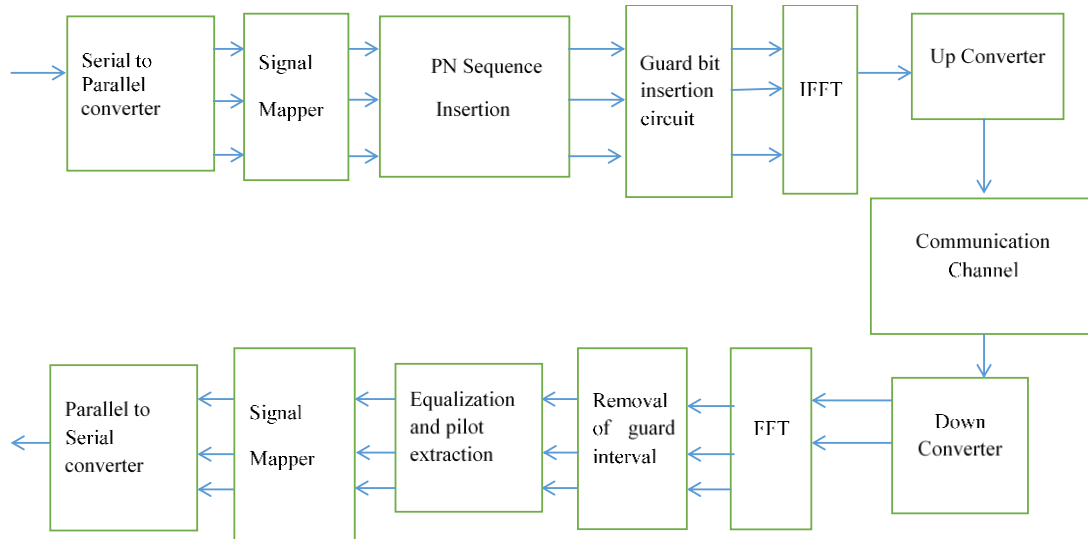 Serial to
Parallel
converter
Signal
Mapper
PN Sequence
Insertion
Guard bit
insertion
circuit
IFFT
Up Converter
Communication
Channel
Down
Converter
FFT
Removal
of guard
interval
Equalization
and pilot
extraction
Signal
Mapper
Parallel to
Serial
converter